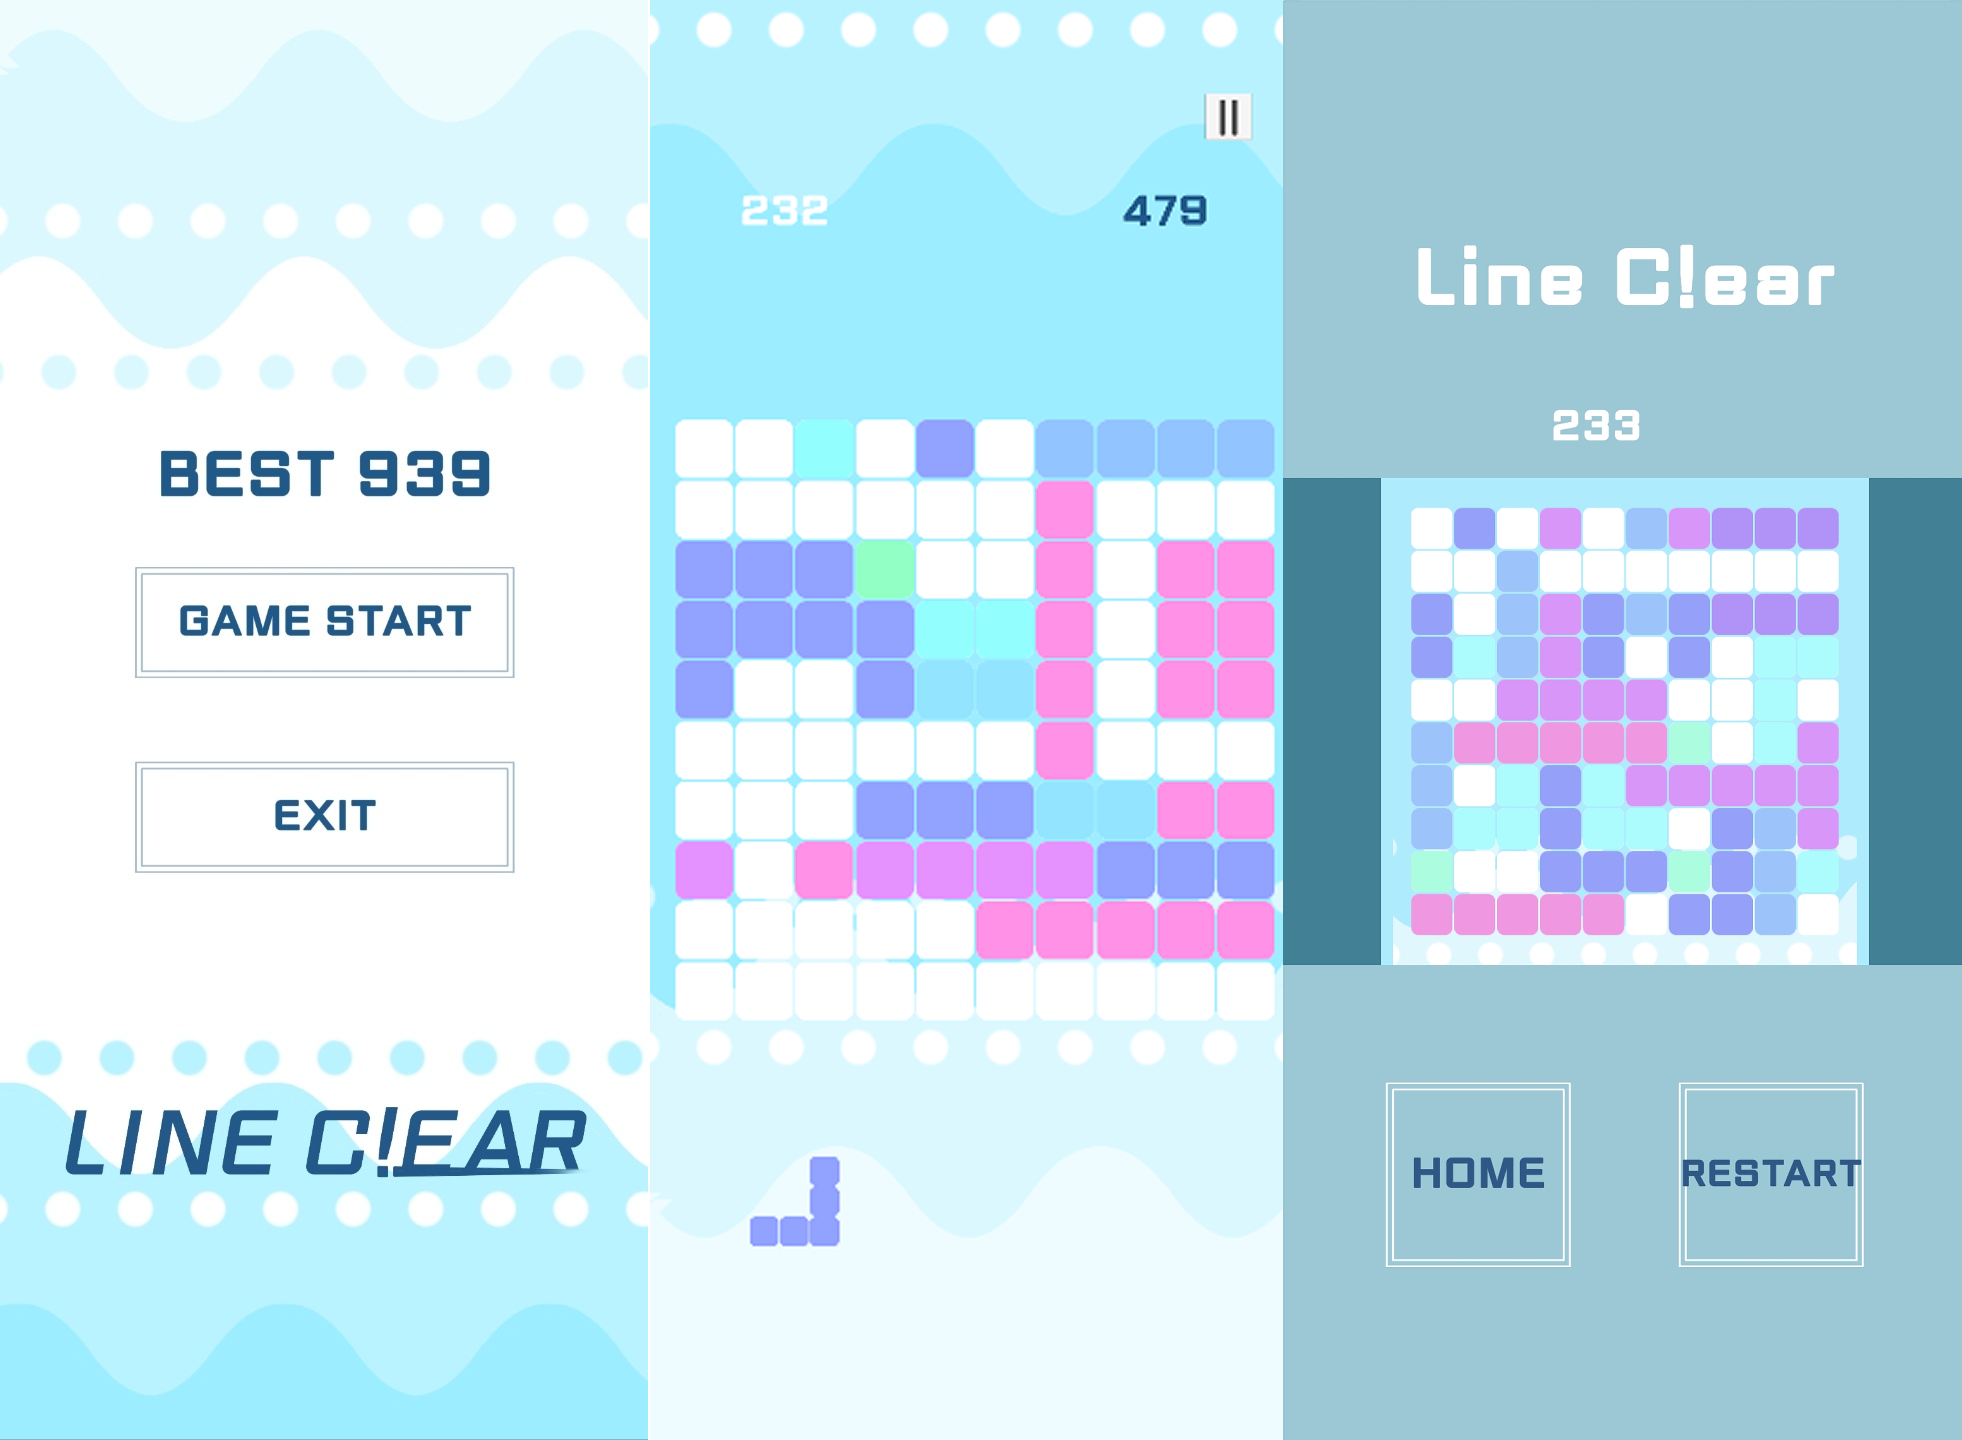 BEST 939
GAME START
EXIT
LINE C!EAR
232
479
Line C!ear
233
HOME
RESTART